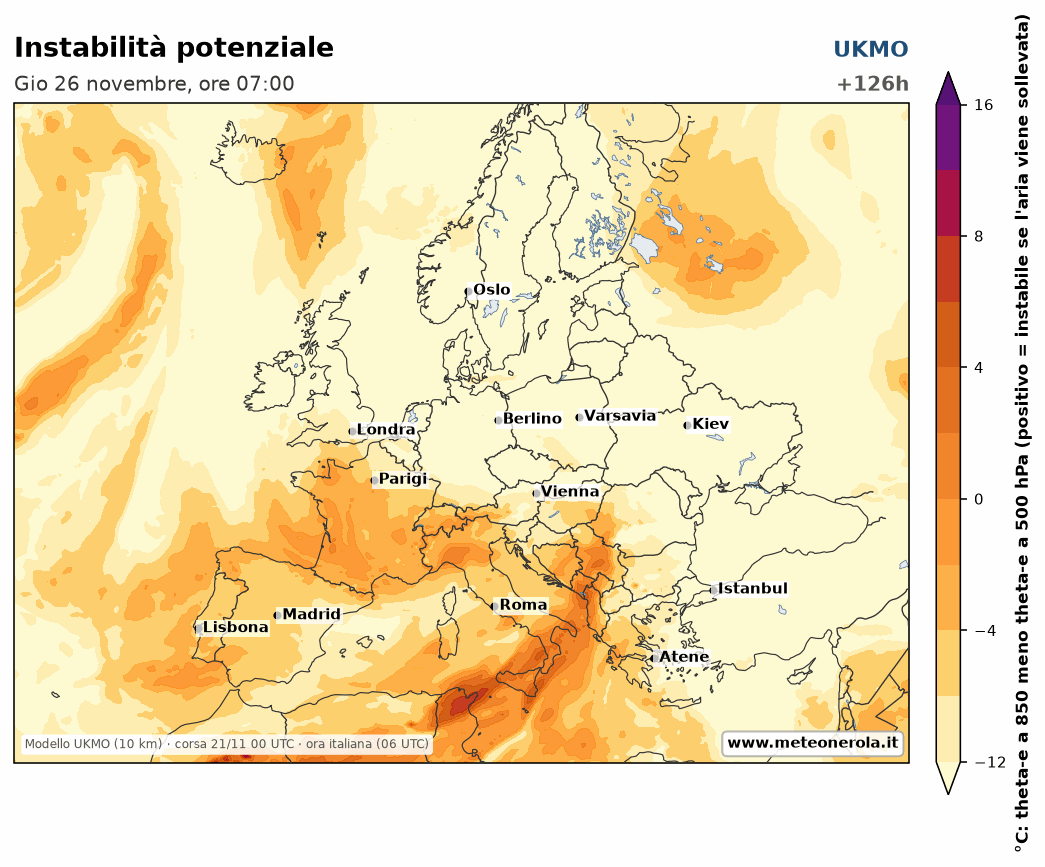 Instabilità potenziale
UKMO
Gio 26 novembre, ore 07:00
+126h
16
8
4
0
−4
−12
°C: theta-e a 850 meno theta-e a 500 hPa (positivo = instabile se l'aria viene sollevata)
Oslo
Berlino
Varsavia
Kiev
Londra
Parigi
Vienna
Istanbul
Roma
Madrid
Lisbona
Atene
Modello UKMO (10 km) · corsa 21/11 00 UTC · ora italiana (06 UTC)
www.meteonerola.it